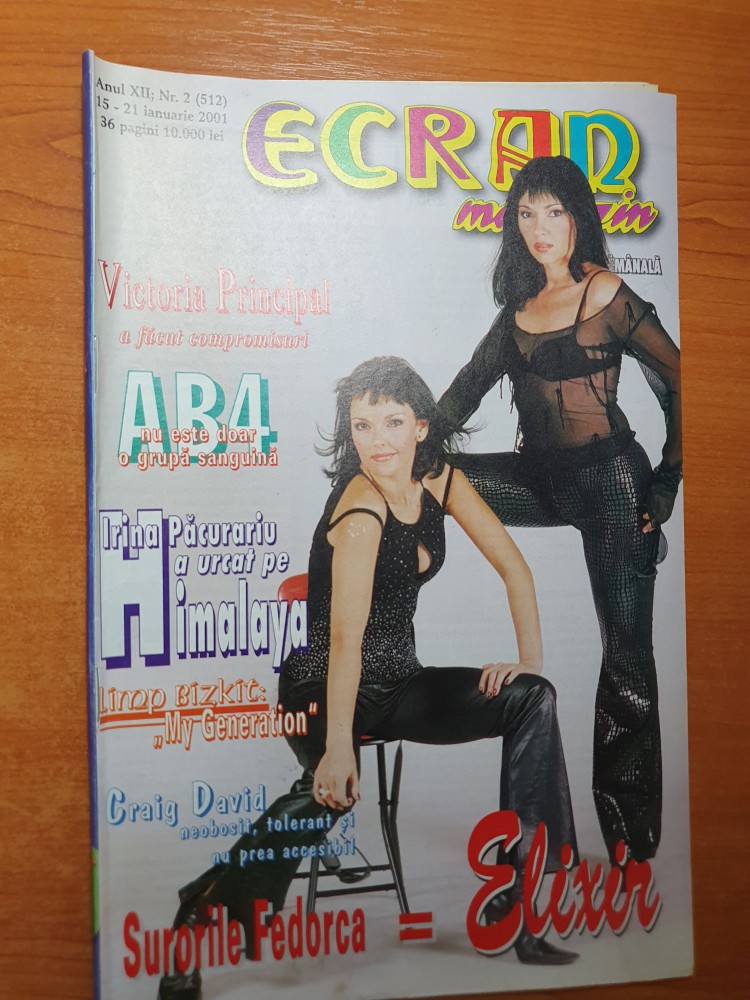 Anul XII; Nr. 2 (512)
15 - 21 ianuarie 2001
36 pagini 10.000 lei
ECRAN
Victoria Principal
a făcut compromisuri
AB4
nu este doar
o grupă sanguină
Irina Păcurariu
a urcat pe
Himalaya
Limp Bizkit:
„My Generation"
Craig David
neobosit, tolerant și
nu prea accesibil
Surorile Fedorca = Elixir